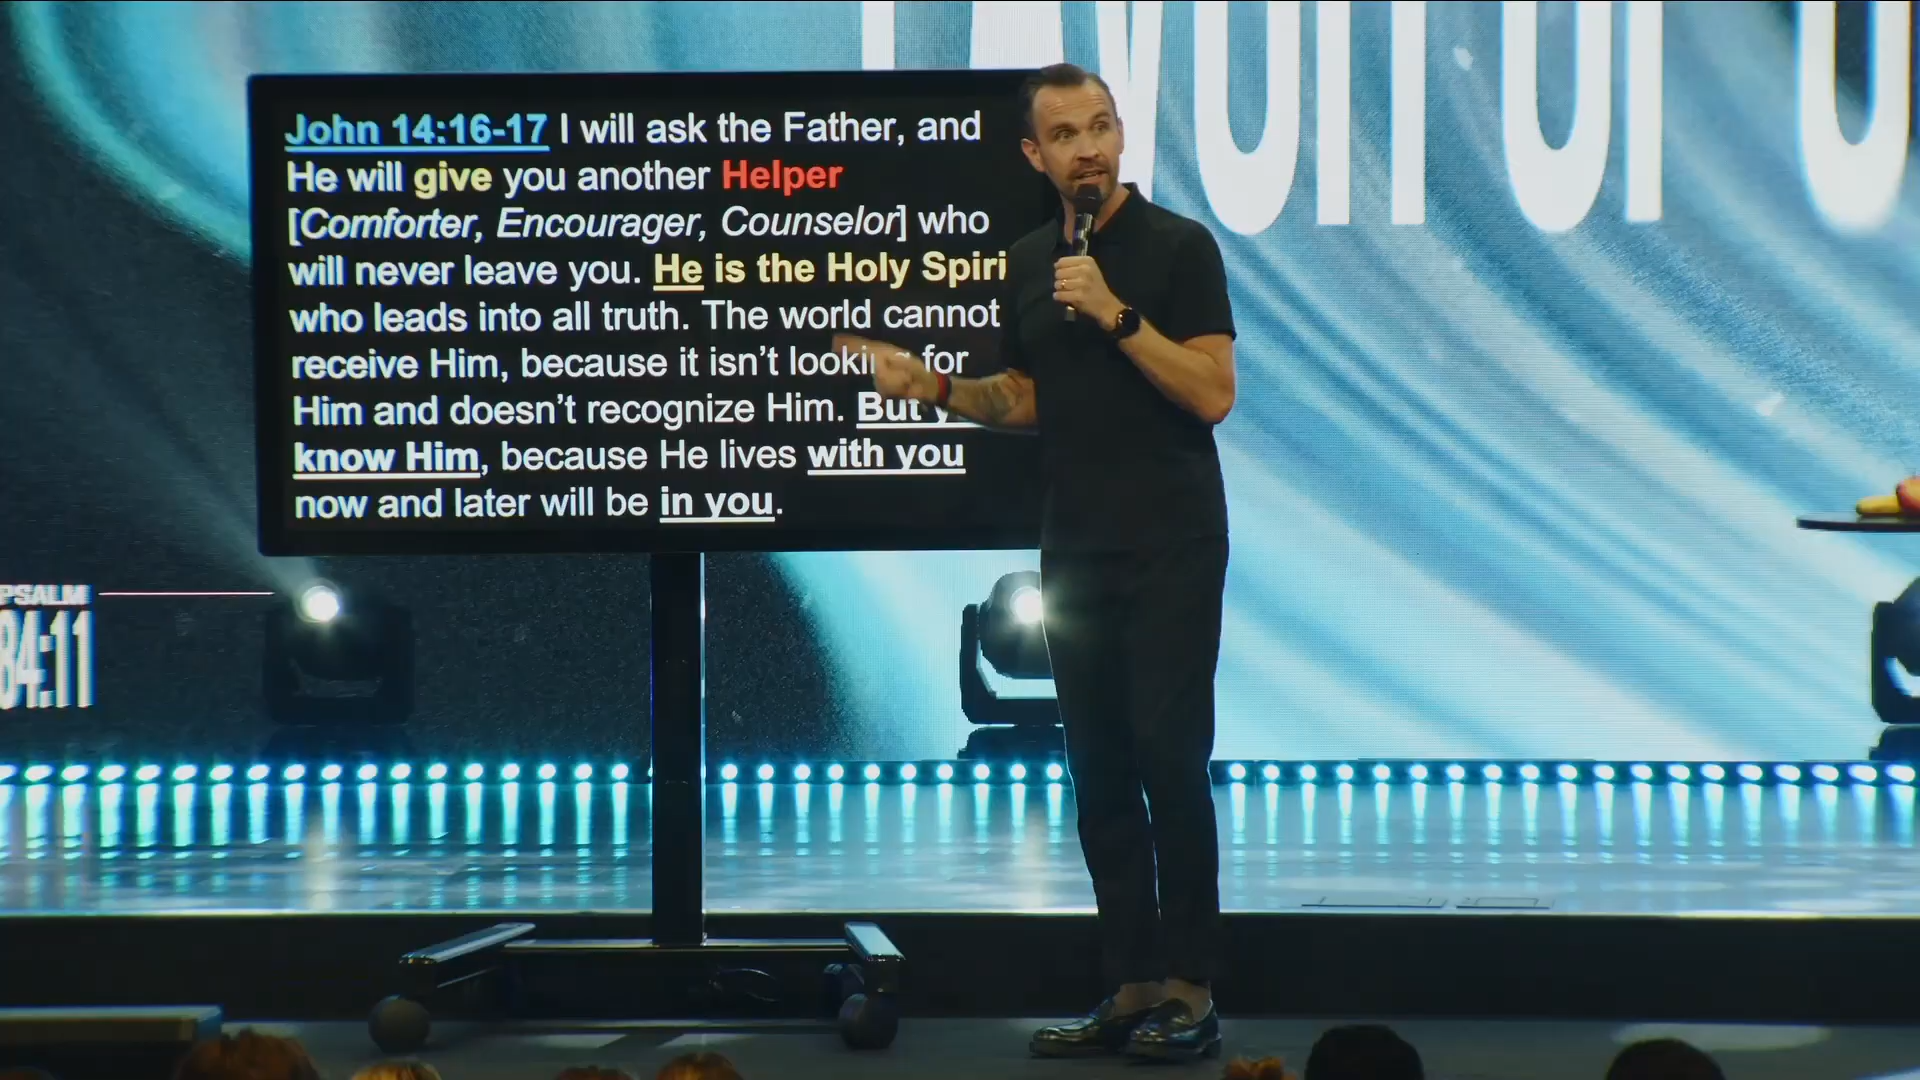 John 14:16-17 I will ask the Father, and
He will give you another Helper
[Comforter, Encourager, Counselor] who
will never leave you. He is the Holy Spiri
who leads into all truth. The world cannot
receive Him, because it isn't looking for
Him and doesn't recognize Him. But
know Him, because He lives with you
now and later will be in you.
PSALM
84:11